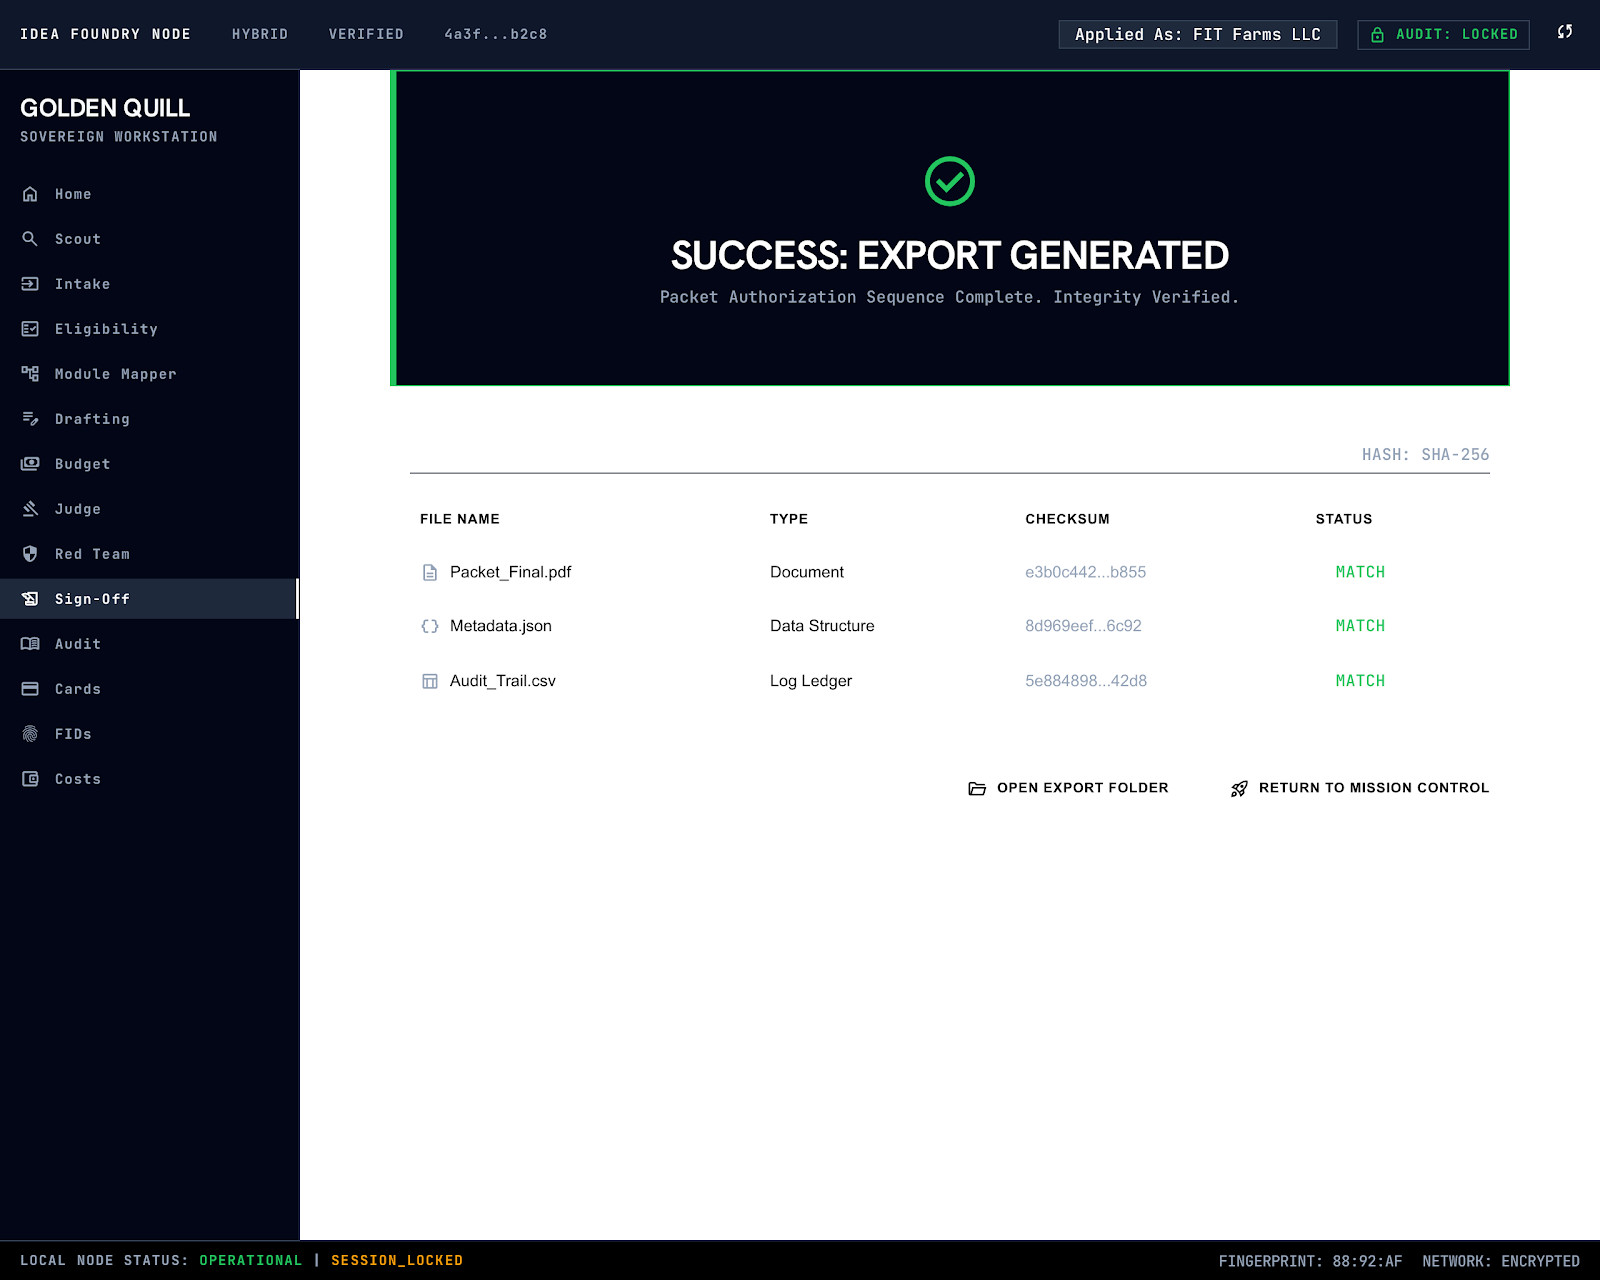 IDEA FOUNDRY NODE HYBRID VERIFIED 4a3f...b2c8 Applied As: FIT Farms LLC AUDIT: LOCKED
GOLDEN QUILL
SOVEREIGN WORKSTATION
Home
Scout
Intake
Eligibility
Module Mapper
Drafting
Budget
Judge
Red Team
Sign-Off
Audit
Cards
FIDs
Costs
SUCCESS: EXPORT GENERATED
Packet Authorization Sequence Complete. Integrity Verified.
HASH: SHA-256
FILE NAME TYPE CHECKSUM STATUS
Packet_Final.pdf Document e3b0c442...b855 MATCH
Metadata.json Data Structure 8d969eef...6c92 MATCH
Audit_Trail.csv Log Ledger 5e884898...42d8 MATCH
OPEN EXPORT FOLDER RETURN TO MISSION CONTROL
LOCAL NODE STATUS: OPERATIONAL | SESSION_LOCKED FINGERPRINT: 88:92:AF NETWORK: ENCRYPTED